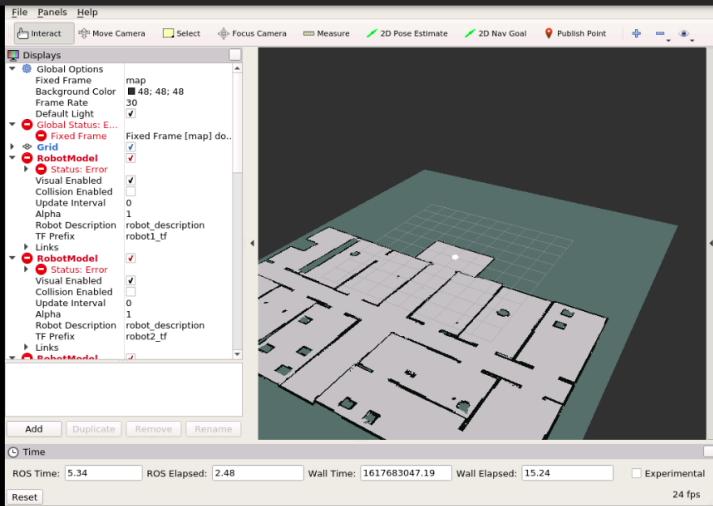 File Panels Help
Interact Move Camera Select Focus Camera Measure 2D Pose Estimate 2D Nav Goal Publish Point
Displays
Global Options
Fixed Frame map
Background Color 48; 48; 48
Frame Rate 30
Default Light
Global Status: E...
Fixed Frame Fixed Frame [map] do..
Grid
RobotModel
Status: Error
Visual Enabled
Collision Enabled
Update Interval 0
Alpha 1
Robot Description robot_description
TF Prefix robot1_tf
Links
RobotModel
Status: Error
Visual Enabled
Collision Enabled
Update Interval 0
Alpha 1
Robot Description robot_description
TF Prefix robot2_tf
Links
RobotModel
Add Duplicate Remove Rename
Time
ROS Time: 5.34 ROS Elapsed: 2.48 Wall Time: 1617683047.19 Wall Elapsed: 15.24 Experimental
Reset 24 fps